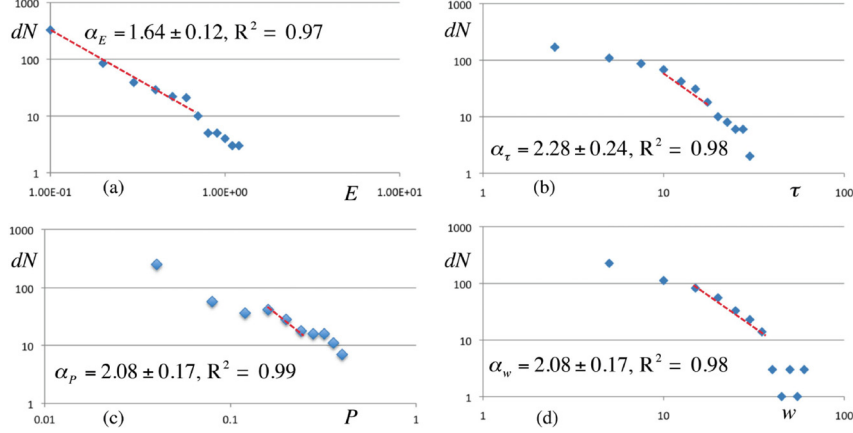 1000
dN
α_E = 1.64 ± 0.12, R² = 0.97
100
10
1
1.00E-01
(a)
1.00E+00
E
1.00E+01
1000
dN
100
10
α_τ = 2.28 ± 0.24, R² = 0.98
1
1
(b)
10
τ
100
1000
dN
100
10
α_P = 2.08 ± 0.17, R² = 0.99
1
0.01
(c)
0.1
P
1
1000
dN
100
10
α_w = 2.08 ± 0.17, R² = 0.98
1
1
(d)
10
w
100